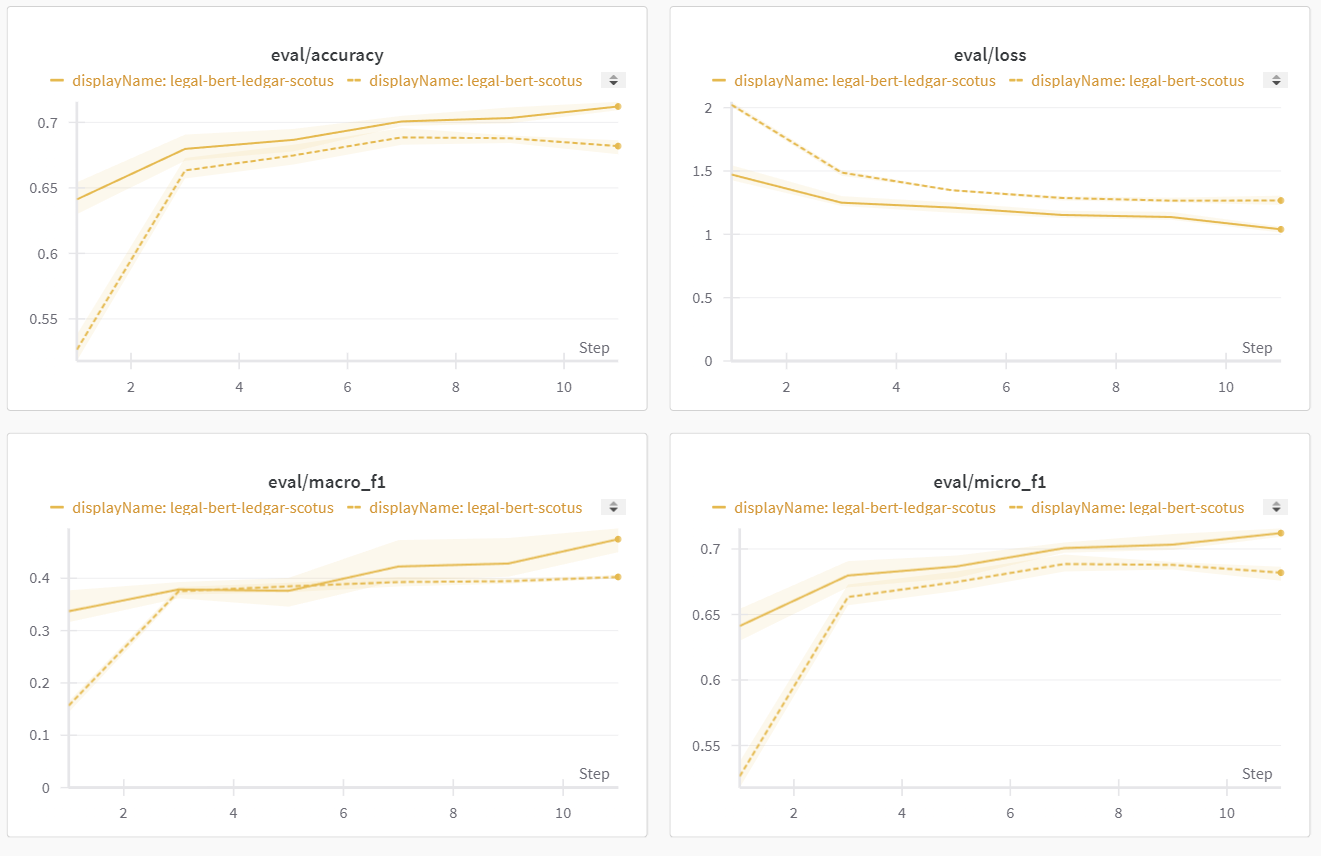 eval/accuracy
displayName: legal-bert-ledgar-scotus displayName: legal-bert-scotus
0.7
0.65
0.6
0.55
Step
2 4 6 8 10
eval/loss
displayName: legal-bert-ledgar-scotus displayName: legal-bert-scotus
2
1.5
1
0.5
0
Step
2 4 6 8 10
eval/macro_f1
displayName: legal-bert-ledgar-scotus displayName: legal-bert-scotus
0.4
0.3
0.2
0.1
0
Step
2 4 6 8 10
eval/micro_f1
displayName: legal-bert-ledgar-scotus displayName: legal-bert-scotus
0.7
0.65
0.6
0.55
Step
2 4 6 8 10